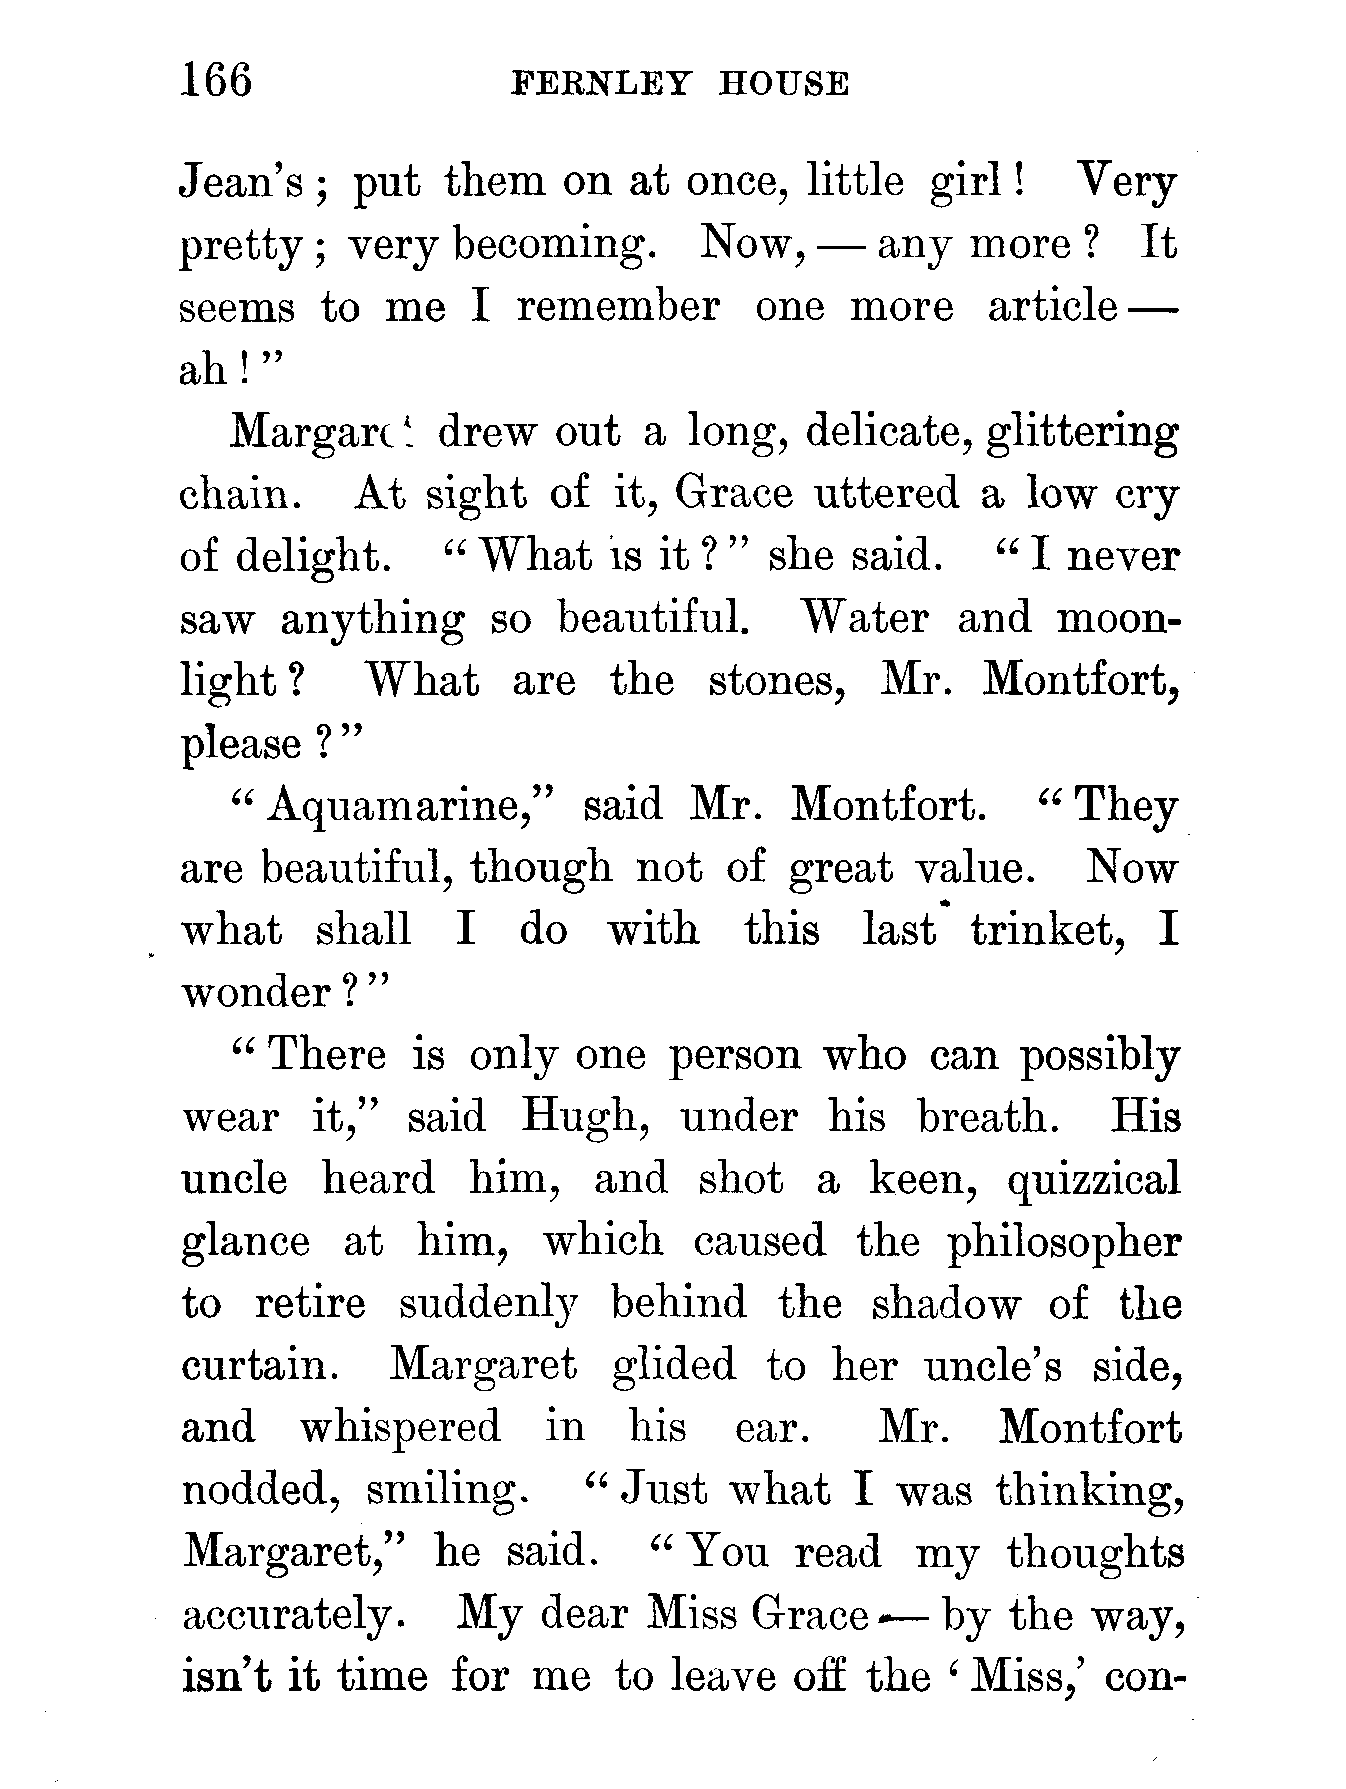 166 FERNLEY HOUSE
Jean's; put them on at once, little girl! Very
pretty; very becoming. Now, — any more? It
seems to me I remember one more article —
ah!"
Margaret drew out a long, delicate, glittering
chain. At sight of it, Grace uttered a low cry
of delight. "What is it?" she said. "I never
saw anything so beautiful. Water and moon-
light? What are the stones, Mr. Montfort,
please?"
"Aquamarine," said Mr. Montfort. "They
are beautiful, though not of great value. Now
what shall I do with this last trinket, I
wonder?"
"There is only one person who can possibly
wear it," said Hugh, under his breath. His
uncle heard him, and shot a keen, quizzical
glance at him, which caused the philosopher
to retire suddenly behind the shadow of the
curtain. Margaret glided to her uncle's side,
and whispered in his ear. Mr. Montfort
nodded, smiling. "Just what I was thinking,
Margaret," he said. "You read my thoughts
accurately. My dear Miss Grace — by the way,
isn't it time for me to leave off the 'Miss,' con-